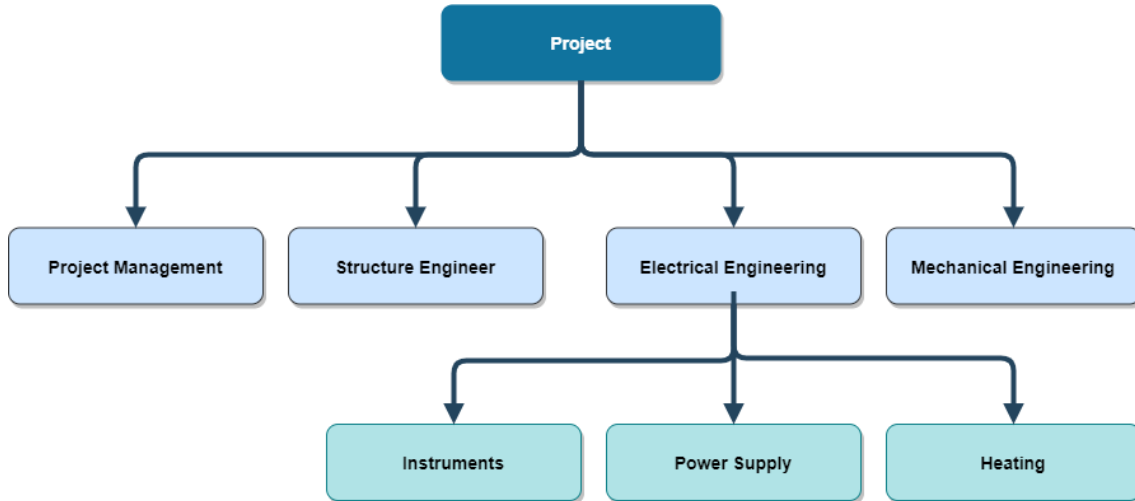 Project
Project Management
Structure Engineer
Electrical Engineering
Mechanical Engineering
Instruments
Power Supply
Heating